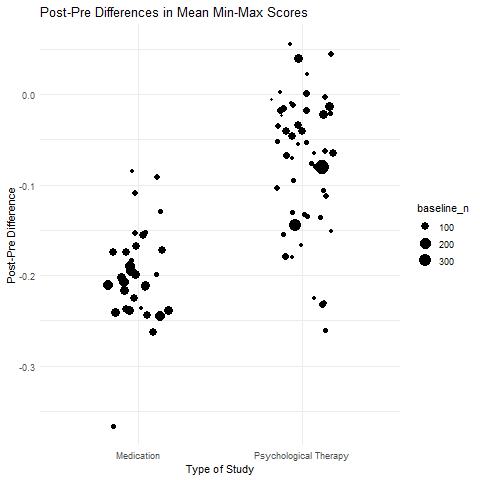 Post-Pre Differences in Mean Min-Max Scores
0.0
-0.1
-0.2
-0.3
Post-Pre Difference
Medication
Psychological Therapy
Type of Study
baseline_n
100
200
300